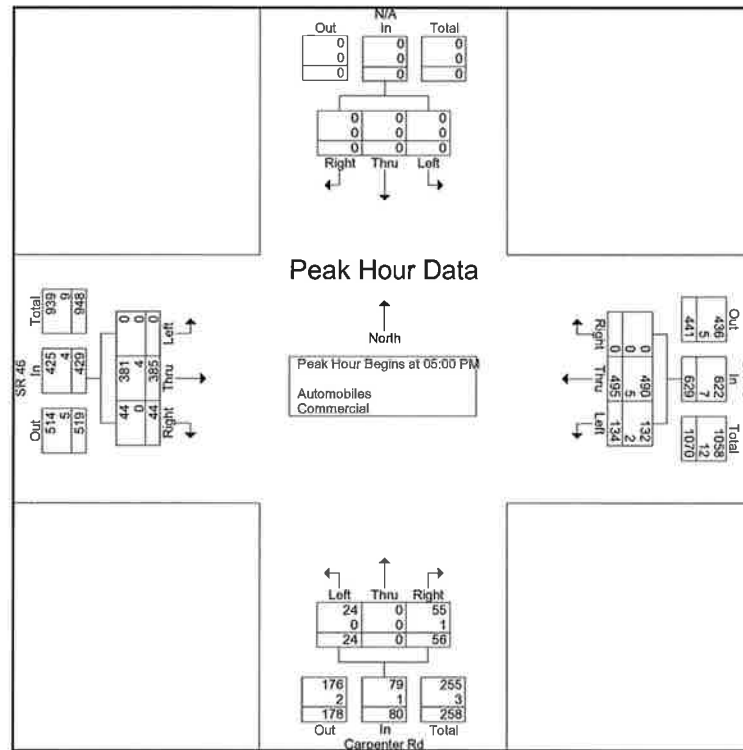 N/A
Out In Total
0 0 0
0 0 0
0 0 0
0 0 0
0 0 0
0 0 0
Right Thru Left
Peak Hour Data
North
Peak Hour Begins at 05:00 PM
Automobiles
Commercial
SR 46
Total In Out
939 425 514
9 4 5
948 429 519
Left Thru Right
0 381 44
0 4 0
0 385 44
Out In Total
436 622 1058
5 7 12
441 629 1070
Right Thru Left
0 490 132
0 5 2
0 495 134
Left Thru Right
24 0 55
0 0 1
24 0 56
176 79 255
2 1 3
178 80 258
Out In Total
Carpenter Rd